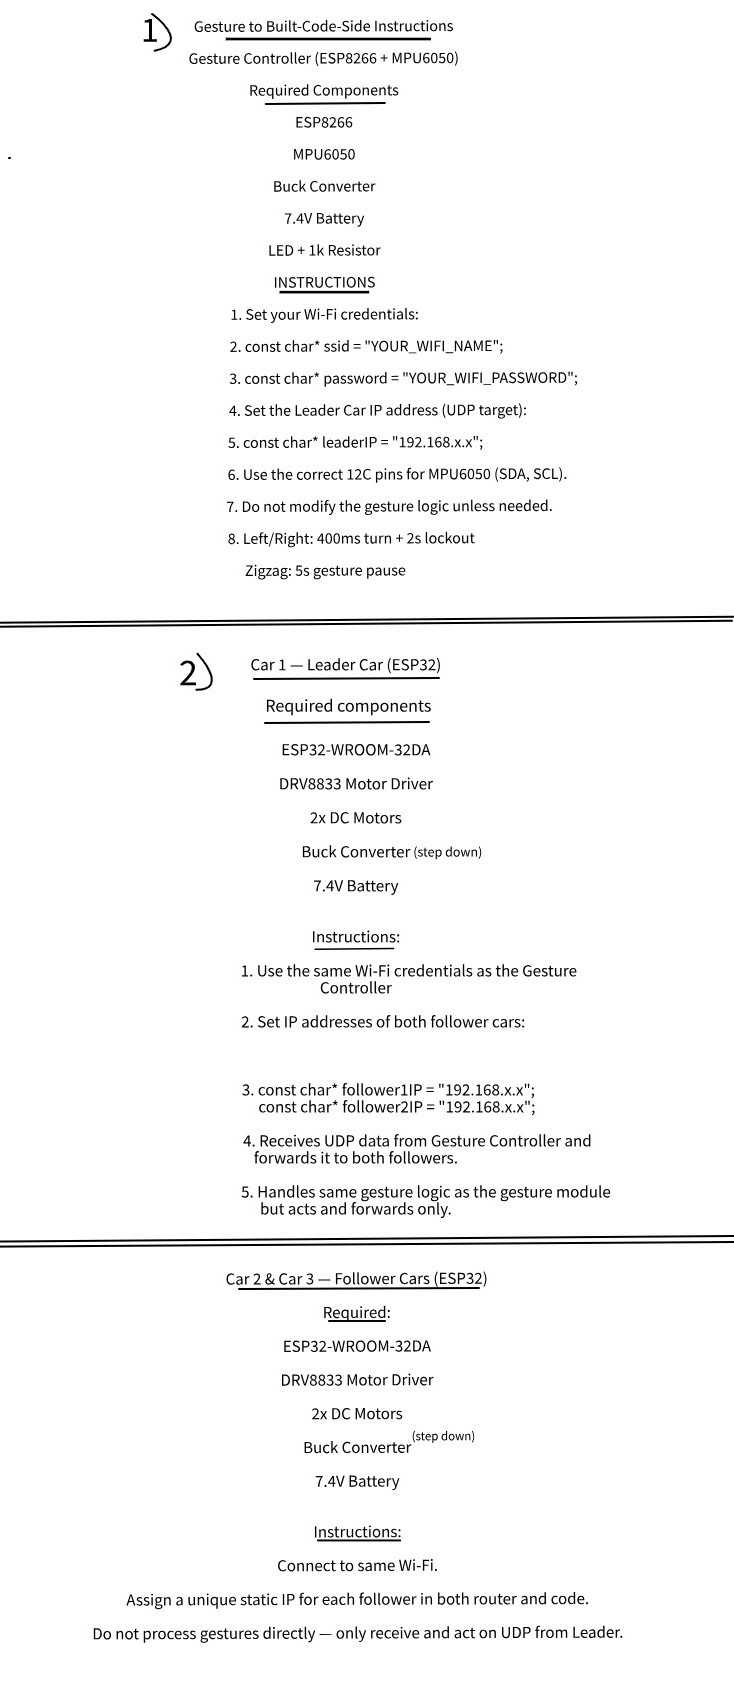 1) Gesture to Built-Code-Side Instructions
Gesture Controller (ESP8266 + MPU6050)
Required Components
ESP8266
MPU6050
Buck Converter
7.4V Battery
LED + 1k Resistor
INSTRUCTIONS
1. Set your Wi-Fi credentials:
2. const char* ssid = "YOUR_WIFI_NAME";
3. const char* password = "YOUR_WIFI_PASSWORD";
4. Set the Leader Car IP address (UDP target):
5. const char* leaderIP = "192.168.x.x";
6. Use the correct 12C pins for MPU6050 (SDA, SCL).
7. Do not modify the gesture logic unless needed.
8. Left/Right: 400ms turn + 2s lockout
Zigzag: 5s gesture pause
2) Car 1 — Leader Car (ESP32)
Required components
ESP32-WROOM-32DA
DRV8833 Motor Driver
2x DC Motors
Buck Converter (step down)
7.4V Battery
Instructions:
1. Use the same Wi-Fi credentials as the Gesture
Controller
2. Set IP addresses of both follower cars:
3. const char* follower1IP = "192.168.x.x";
const char* follower2IP = "192.168.x.x";
4. Receives UDP data from Gesture Controller and
forwards it to both followers.
5. Handles same gesture logic as the gesture module
but acts and forwards only.
Car 2 & Car 3 — Follower Cars (ESP32)
Required:
ESP32-WROOM-32DA
DRV8833 Motor Driver
2x DC Motors
Buck Converter (step down)
7.4V Battery
Instructions:
Connect to same Wi-Fi.
Assign a unique static IP for each follower in both router and code.
Do not process gestures directly — only receive and act on UDP from Leader.